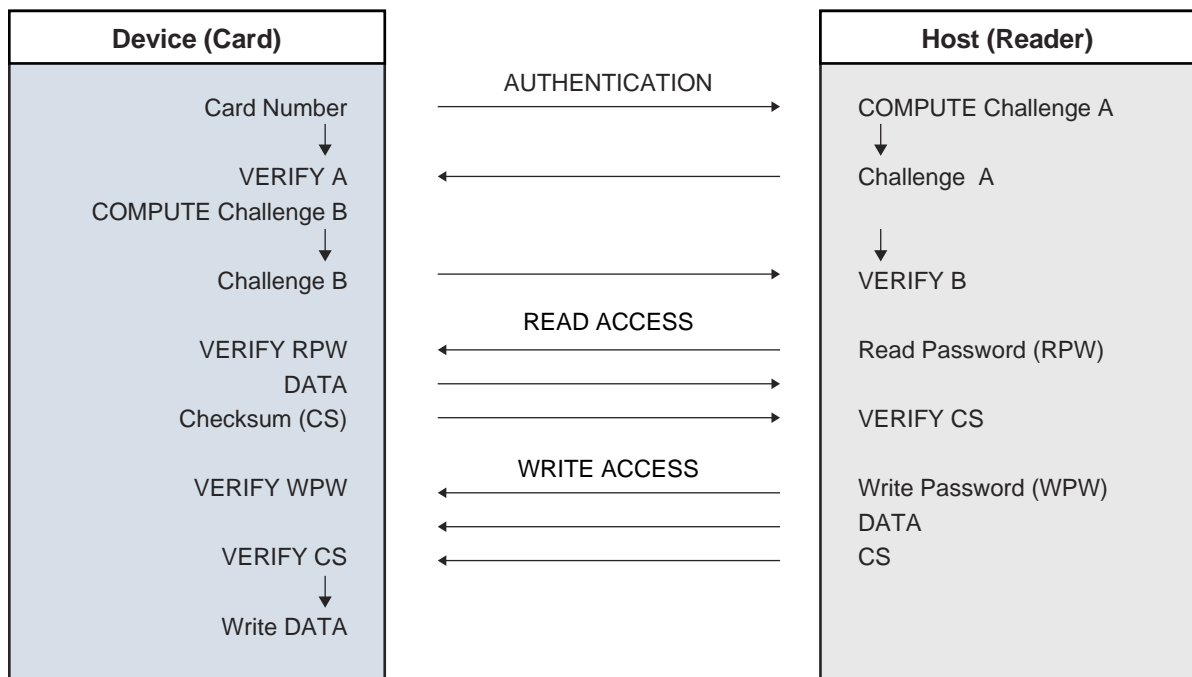 Device (Card)
Host (Reader)
AUTHENTICATION
Card Number
COMPUTE Challenge A
VERIFY A
Challenge A
COMPUTE Challenge B
Challenge B
VERIFY B
READ ACCESS
VERIFY RPW
Read Password (RPW)
DATA
Checksum (CS)
VERIFY CS
WRITE ACCESS
VERIFY WPW
Write Password (WPW)
DATA
VERIFY CS
CS
Write DATA